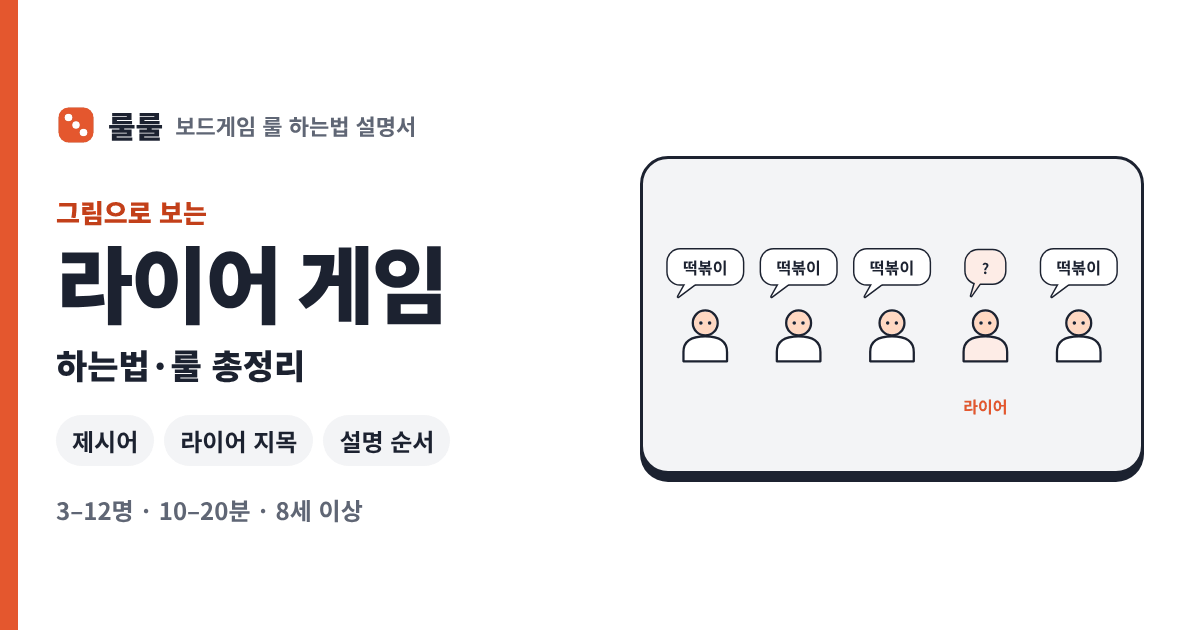 룰룰 보드게임 룰 하는법 설명서
그림으로 보는
라이어 게임
하는법·룰 총정리
제시어 라이어 지목 설명 순서
3–12명 · 10–20분 · 8세 이상
떡볶이 떡볶이 떡볶이 ? 떡볶이
라이어